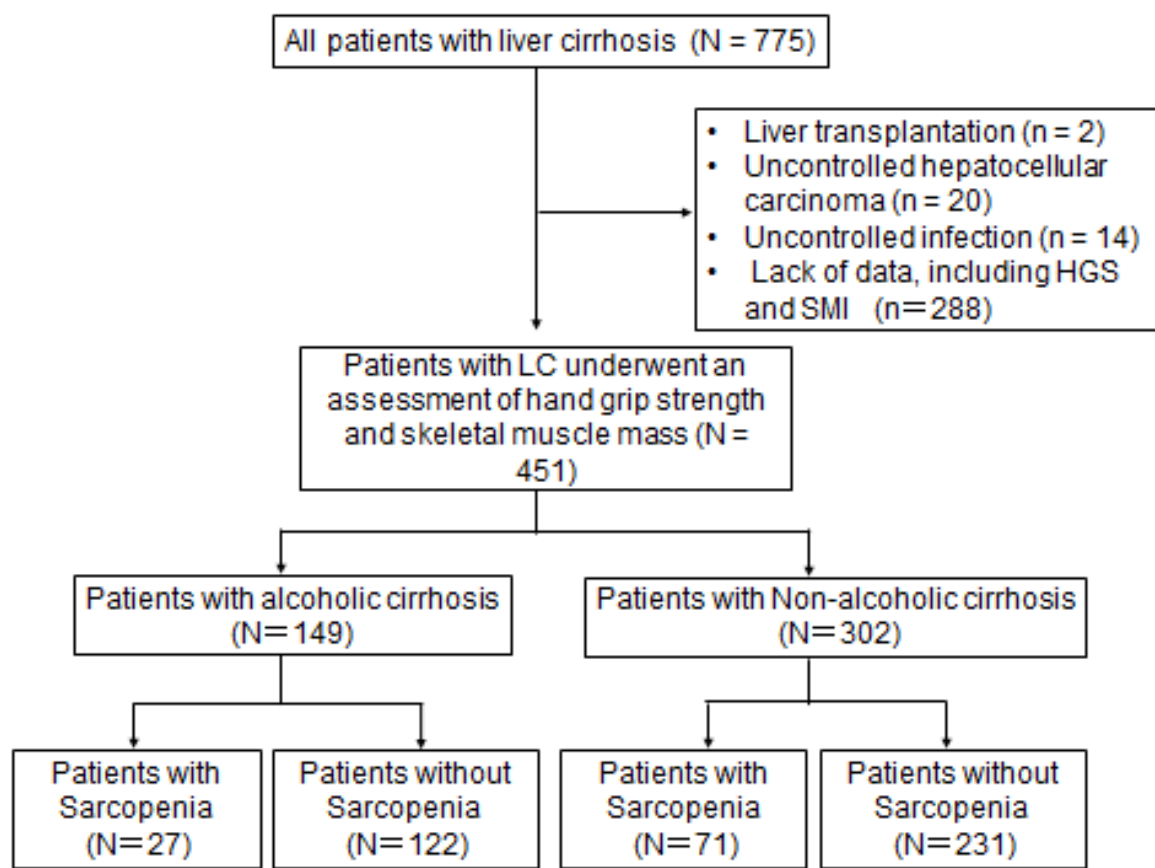 All patients with liver cirrhosis (N = 775)
• Liver transplantation (n = 2)
• Uncontrolled hepatocellular
carcinoma (n = 20)
• Uncontrolled infection (n = 14)
• Lack of data, including HGS
and SMI (n=288)
Patients with LC underwent an
assessment of hand grip strength
and skeletal muscle mass (N =
451)
Patients with alcoholic cirrhosis
(N=149)
Patients with Non-alcoholic cirrhosis
(N=302)
Patients with
Sarcopenia
(N=27)
Patients without
Sarcopenia
(N=122)
Patients with
Sarcopenia
(N=71)
Patients without
Sarcopenia
(N=231)